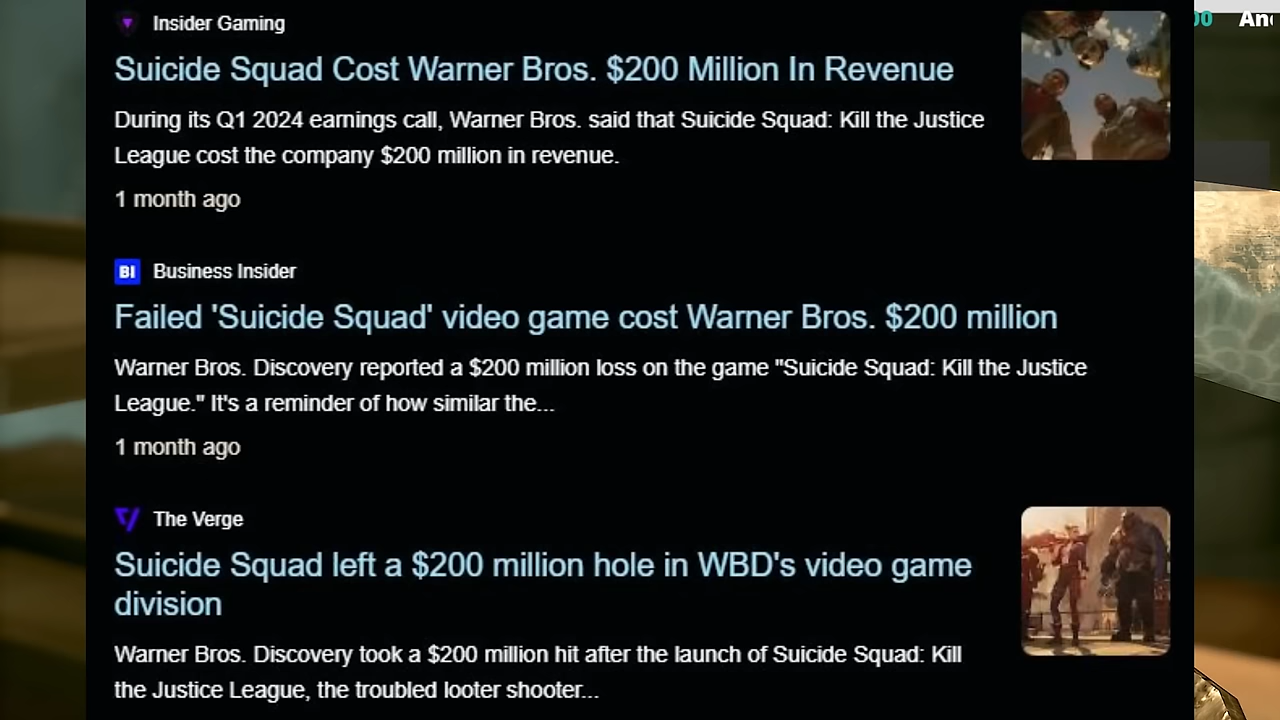 Insider Gaming
Suicide Squad Cost Warner Bros. $200 Million In Revenue
During its Q1 2024 earnings call, Warner Bros. said that Suicide Squad: Kill the Justice
League cost the company $200 million in revenue.
1 month ago
BI Business Insider
Failed 'Suicide Squad' video game cost Warner Bros. $200 million
Warner Bros. Discovery reported a $200 million loss on the game "Suicide Squad: Kill the Justice
League." It's a reminder of how similar the...
1 month ago
The Verge
Suicide Squad left a $200 million hole in WBD's video game
division
Warner Bros. Discovery took a $200 million hit after the launch of Suicide Squad: Kill
the Justice League, the troubled looter shooter...